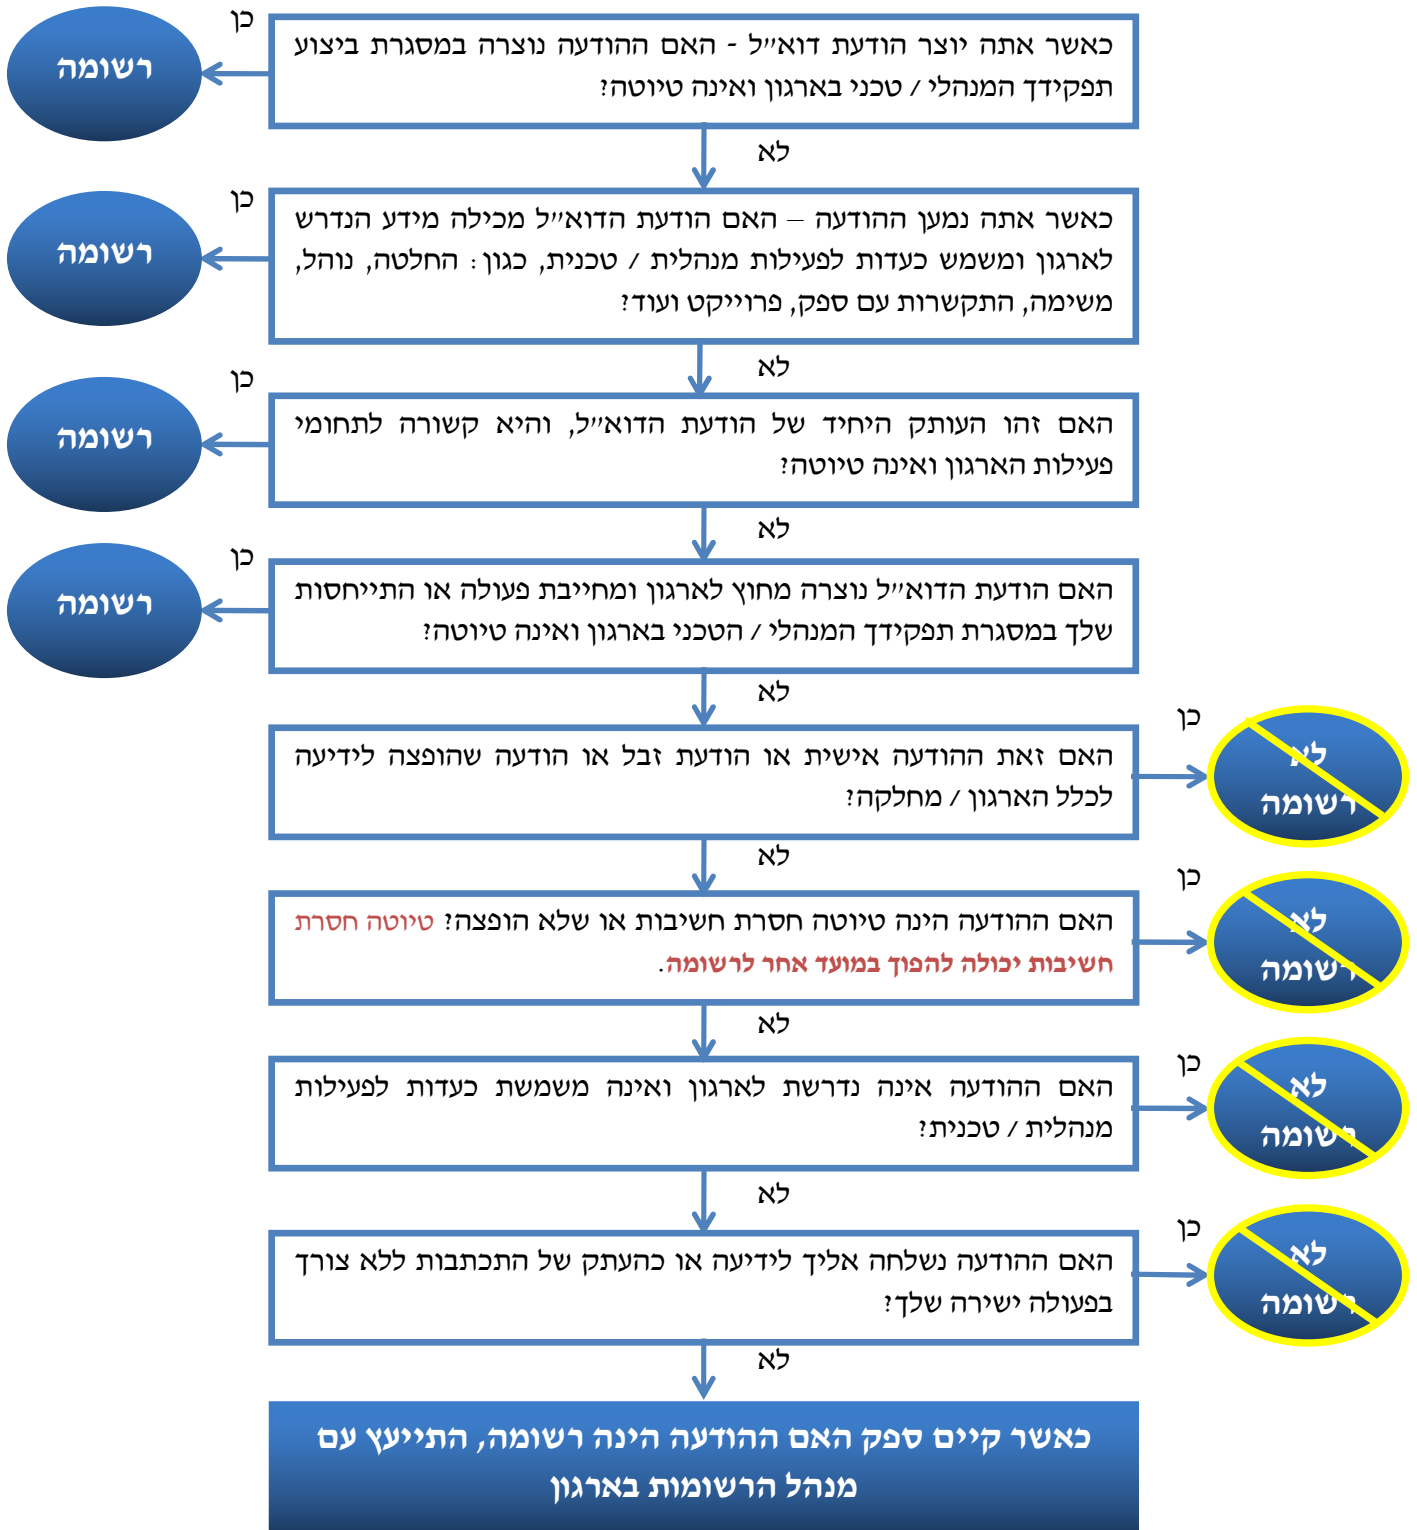 כאשר אתה יוצר הודעת דוא"ל - האם ההודעה נוצרה במסגרת ביצוע
תפקידך המנהלי / טכני בארגון ואינה טיוטה?
כן
רשומה
לא
כאשר אתה נמען ההודעה – האם הודעת הדוא"ל מכילה מידע הנדרש
לארגון ומשמש כעדות לפעילות מנהלית / טכנית, כגון: החלטה, נוהל,
משימה, התקשרות עם ספק, פרוייקט ועוד?
כן
רשומה
לא
האם זהו העותק היחיד של הודעת הדוא"ל, והיא קשורה לתחומי
פעילות הארגון ואינה טיוטה?
כן
רשומה
לא
האם הודעת הדוא"ל נוצרה מחוץ לארגון ומחייבת פעולה או התייחסות
שלך במסגרת תפקידך המנהלי / הטכני בארגון ואינה טיוטה?
כן
רשומה
לא
האם זאת ההודעה אישית או הודעת זבל או הודעה שהופצה לידיעה
לכלל הארגון / מחלקה?
כן
לא
רשומה
לא
האם ההודעה הינה טיוטה חסרת חשיבות או שלא הופצה? טיוטה חסרת
חשיבות יכולה להפוך במועד אחר לרשומה.
כן
לא
רשומה
לא
האם ההודעה אינה נדרשת לארגון ואינה משמשת כעדות לפעילות
מנהלית / טכנית?
כן
לא
רשומה
לא
האם ההודעה נשלחה אליך לידיעה או כהעתק של התכתבות ללא צורך
בפעולה ישירה שלך?
כן
לא
רשומה
לא
כאשר קיים ספק האם ההודעה הינה רשומה, התייעץ עם
מנהל הרשומות בארגון